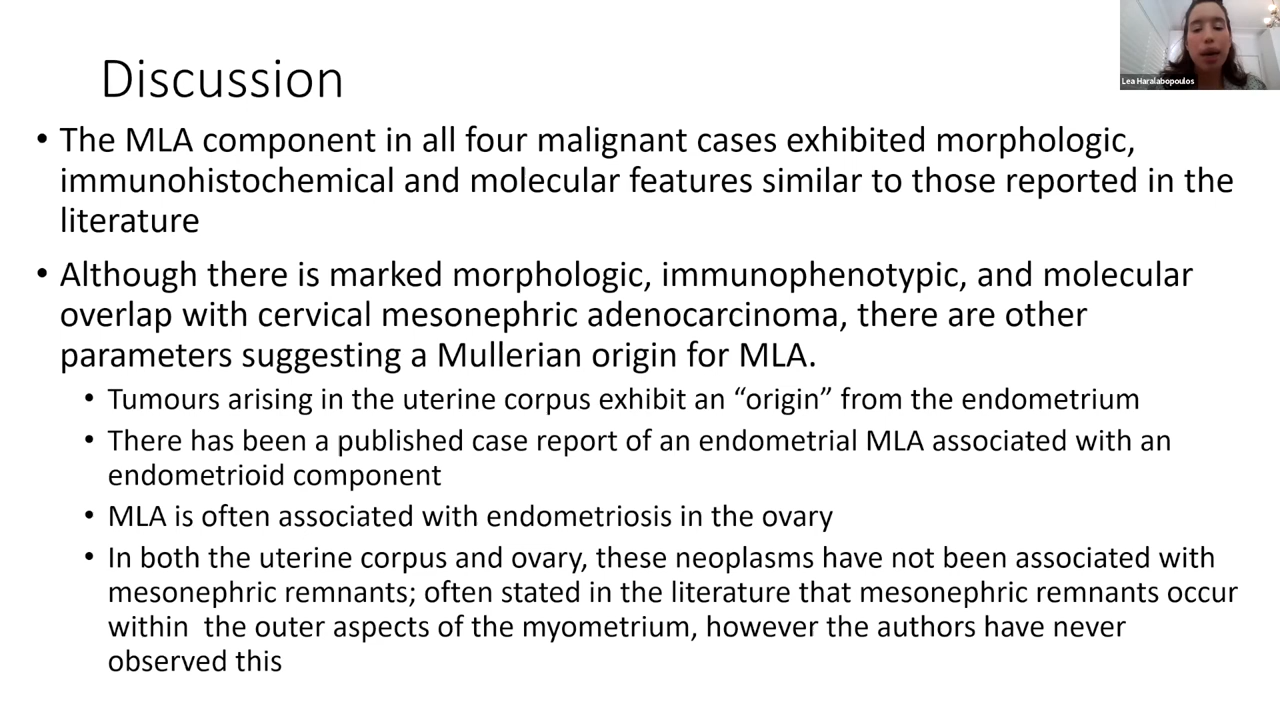 Lea Haralabopoulos
Discussion
• The MLA component in all four malignant cases exhibited morphologic,
immunohistochemical and molecular features similar to those reported in the
literature
• Although there is marked morphologic, immunophenotypic, and molecular
overlap with cervical mesonephric adenocarcinoma, there are other
parameters suggesting a Mullerian origin for MLA.
• Tumours arising in the uterine corpus exhibit an “origin” from the endometrium
• There has been a published case report of an endometrial MLA associated with an
endometrioid component
• MLA is often associated with endometriosis in the ovary
• In both the uterine corpus and ovary, these neoplasms have not been associated with
mesonephric remnants; often stated in the literature that mesonephric remnants occur
within  the outer aspects of the myometrium, however the authors have never
observed this